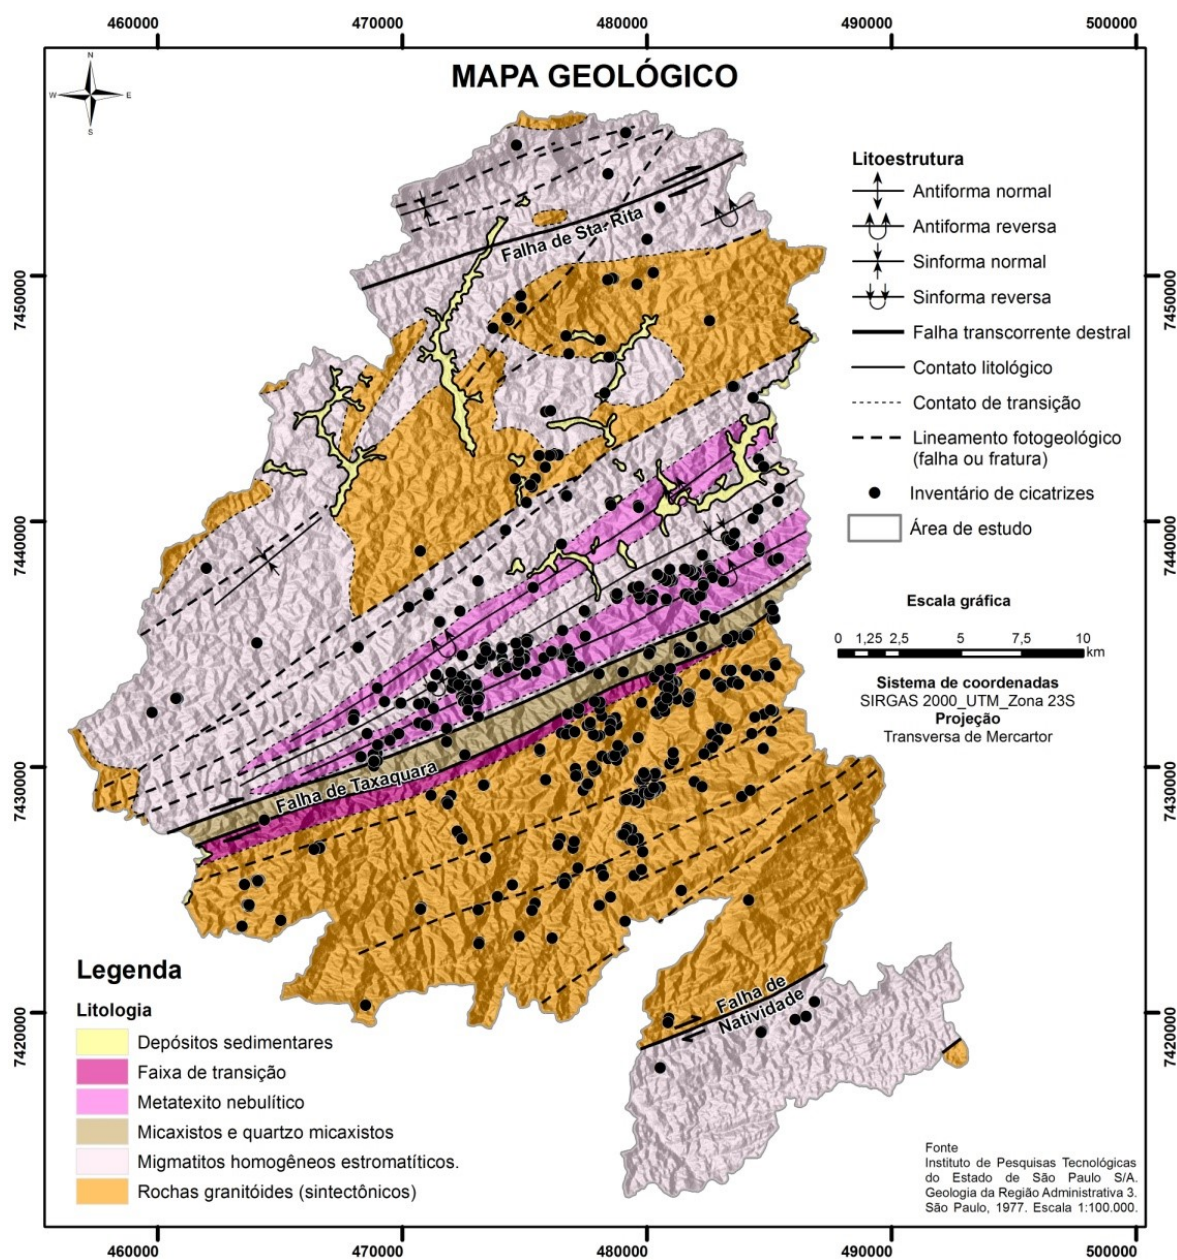 460000
470000
480000
490000
500000
MAPA GEOLÓGICO
N
W
E
S
Litoestrutura
Antiforma normal
Antiforma reversa
Sinforma normal
Sinforma reversa
Falha transcorrente destral
Contato litológico
Contato de transição
Lineamento fotogeológico
(falha ou fratura)
Inventário de cicatrizes
Área de estudo
Falha de Sta. Rita
7450000
7450000
7440000
7440000
Escala gráfica
0 1,25 2,5 5 7,5 10
km
Sistema de coordenadas
SIRGAS 2000_UTM_Zona 23S
Projeção
Transversa de Mercartor
Falha de Taxaquara
7430000
7430000
Falha de
Natividade
7420000
7420000
Legenda
Litologia
Depósitos sedimentares
Faixa de transição
Metatexito nebulítico
Micaxistos e quartzo micaxistos
Migmatitos homogêneos estromatíticos.
Rochas granitóides (sintectônicos)
Fonte
Instituto de Pesquisas Tecnológicas
do Estado de São Paulo S/A.
Geologia da Região Administrativa 3.
São Paulo, 1977. Escala 1:100.000.
460000
470000
480000
490000
500000